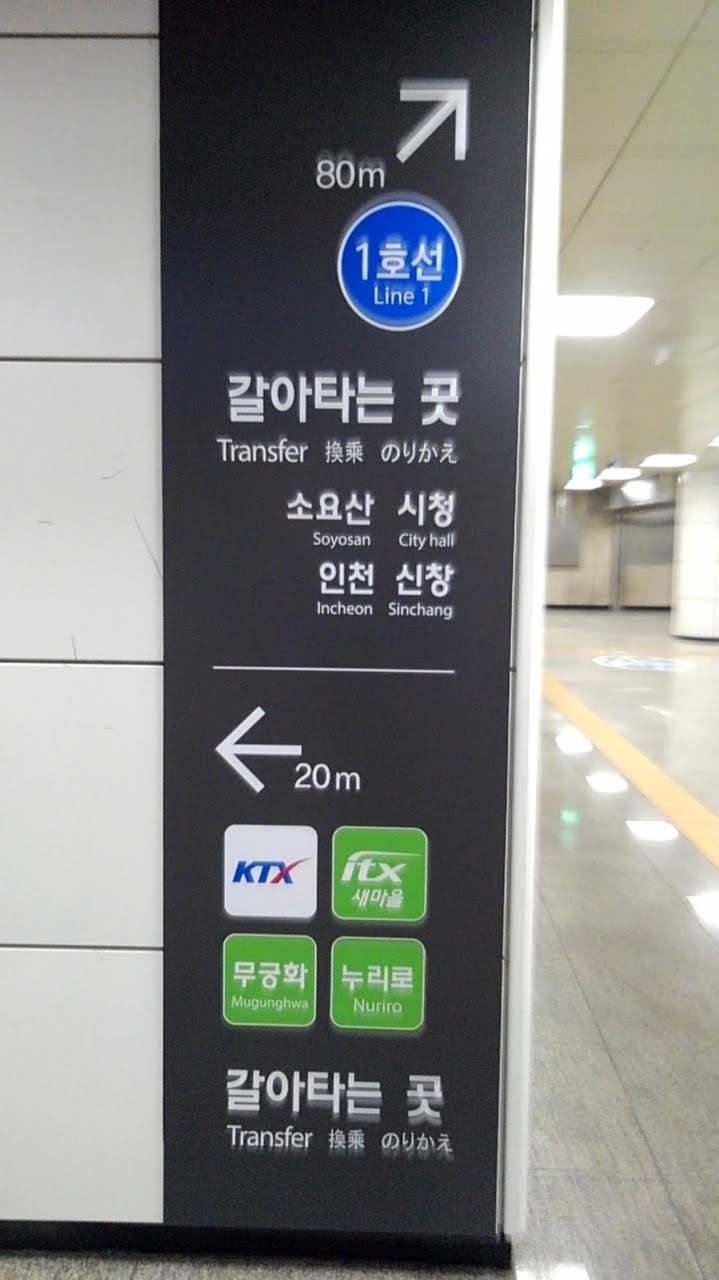 80m
1호선
Line 1
갈아타는 곳
Transfer 換乘 のりかえ
소요산 시청
Soyosan City hall
인천 신창
Incheon Sinchang
20m
KTX itx
새마을
무궁화 누리로
Mugunghwa Nuriro
갈아타는 곳
Transfer 換乘 のりかえ